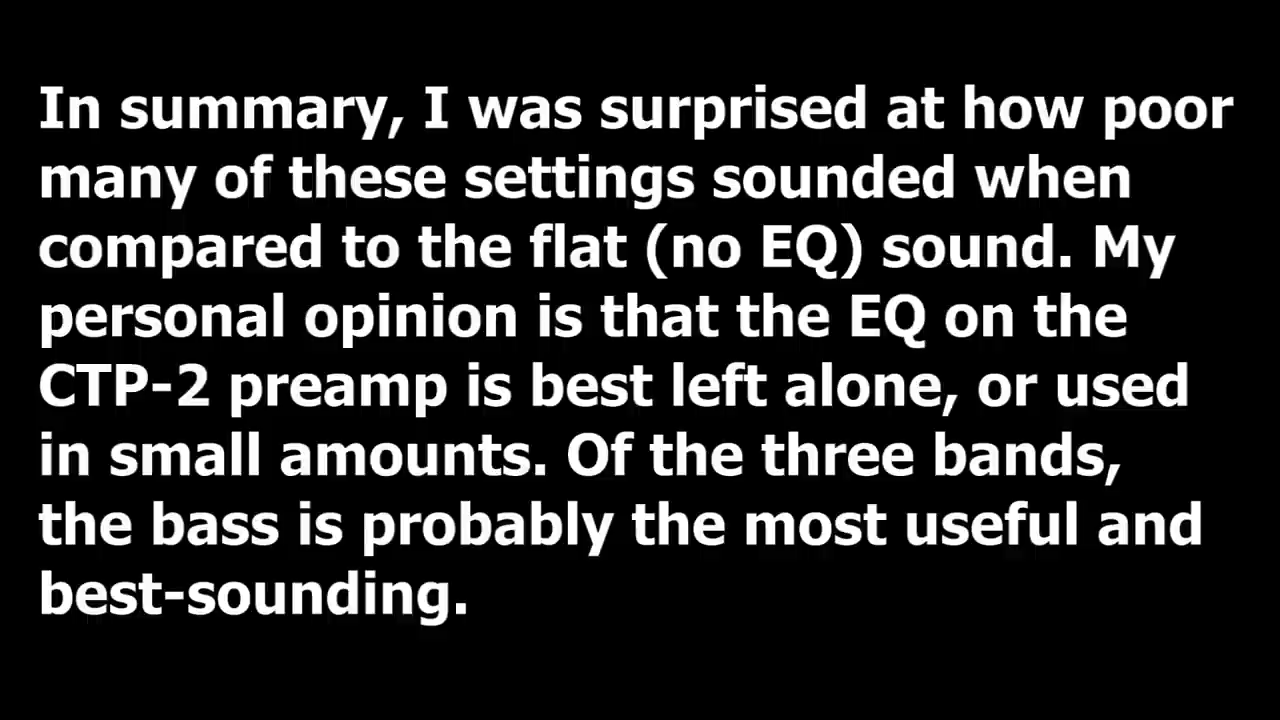 In summary, I was surprised at how poor
many of these settings sounded when
compared to the flat (no EQ) sound. My
personal opinion is that the EQ on the
CTP-2 preamp is best left alone, or used
in small amounts. Of the three bands,
the bass is probably the most useful and
best-sounding.